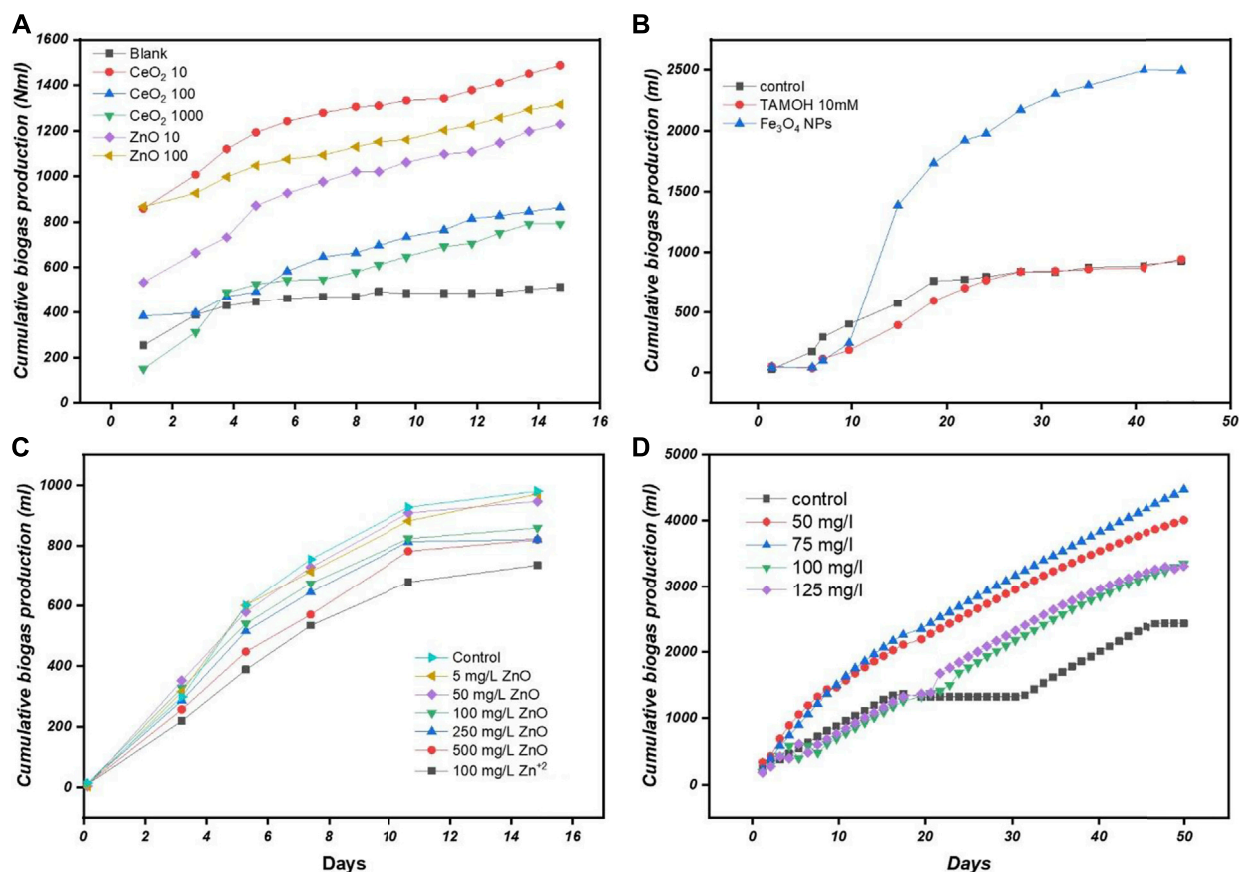 A
Cumulative biogas production (Nml)
1600
1400
1200
1000
800
600
400
200
0
Blank
CeO₂ 10
CeO₂ 100
CeO₂ 1000
ZnO 10
ZnO 100
0 2 4 6 8 10 12 14 16
B
Cumulative biogas production (ml)
2500
2000
1500
1000
500
0
control
TAMOH 10mM
Fe₃O₄ NPs
0 10 20 30 40 50
C
Cumulative biogas production (ml)
1000
800
600
400
200
0
Control
5 mg/L ZnO
50 mg/L ZnO
100 mg/L ZnO
250 mg/L ZnO
500 mg/L ZnO
100 mg/L Zn⁺²
0 2 4 6 8 10 12 14 16
Days
D
Cumulative biogas production (ml)
5000
4000
3000
2000
1000
0
control
50 mg/l
75 mg/l
100 mg/l
125 mg/l
0 10 20 30 40 50
Days